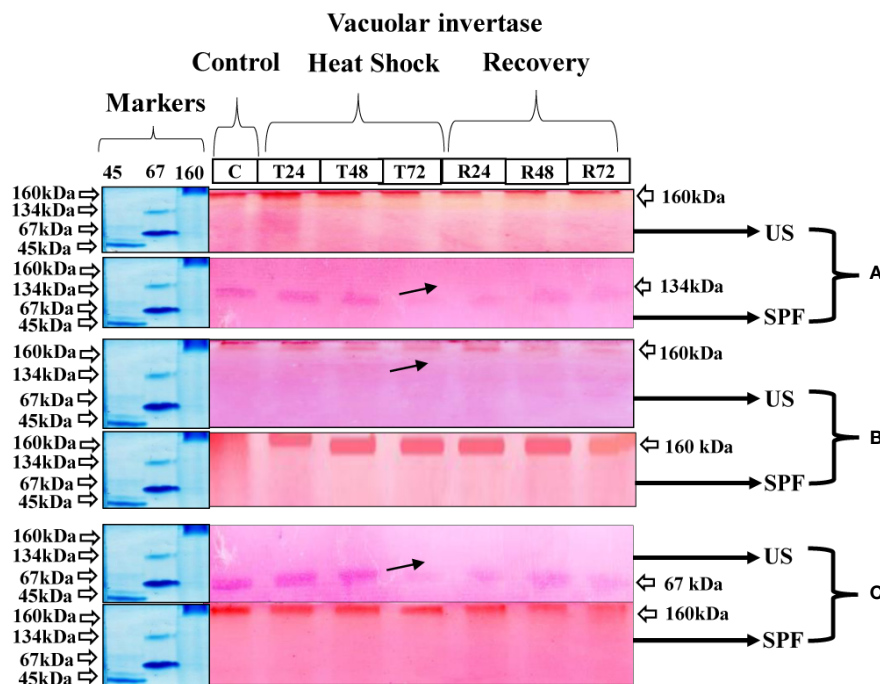 Vacuolar invertase
Control Heat Shock Recovery
Markers
45 67 160 C T24 T48 T72 R24 R48 R72
160kDa 160kDa
134kDa
67kDa US
45kDa
A
160kDa
134kDa 134kDa
67kDa SPF
45kDa
160kDa 160kDa
134kDa
67kDa US
45kDa
B
160kDa 160 kDa
134kDa
67kDa SPF
45kDa
160kDa
134kDa US
67kDa 67 kDa
45kDa
C
160kDa 160kDa
134kDa SPF
67kDa
45kDa